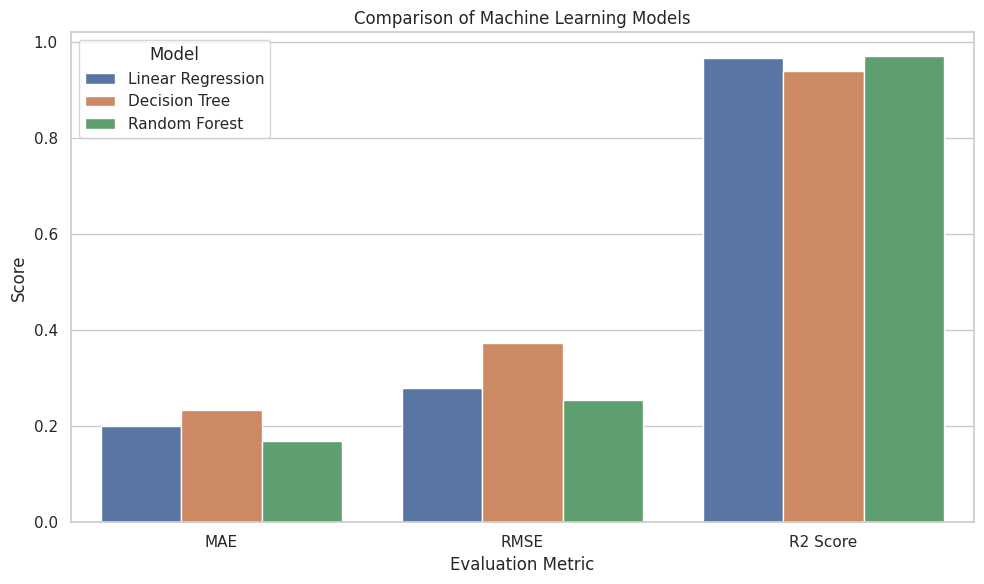 Comparison of Machine Learning Models
Model
Linear Regression
Decision Tree
Random Forest
Score
1.0
0.8
0.6
0.4
0.2
0.0
MAE
RMSE
R2 Score
Evaluation Metric